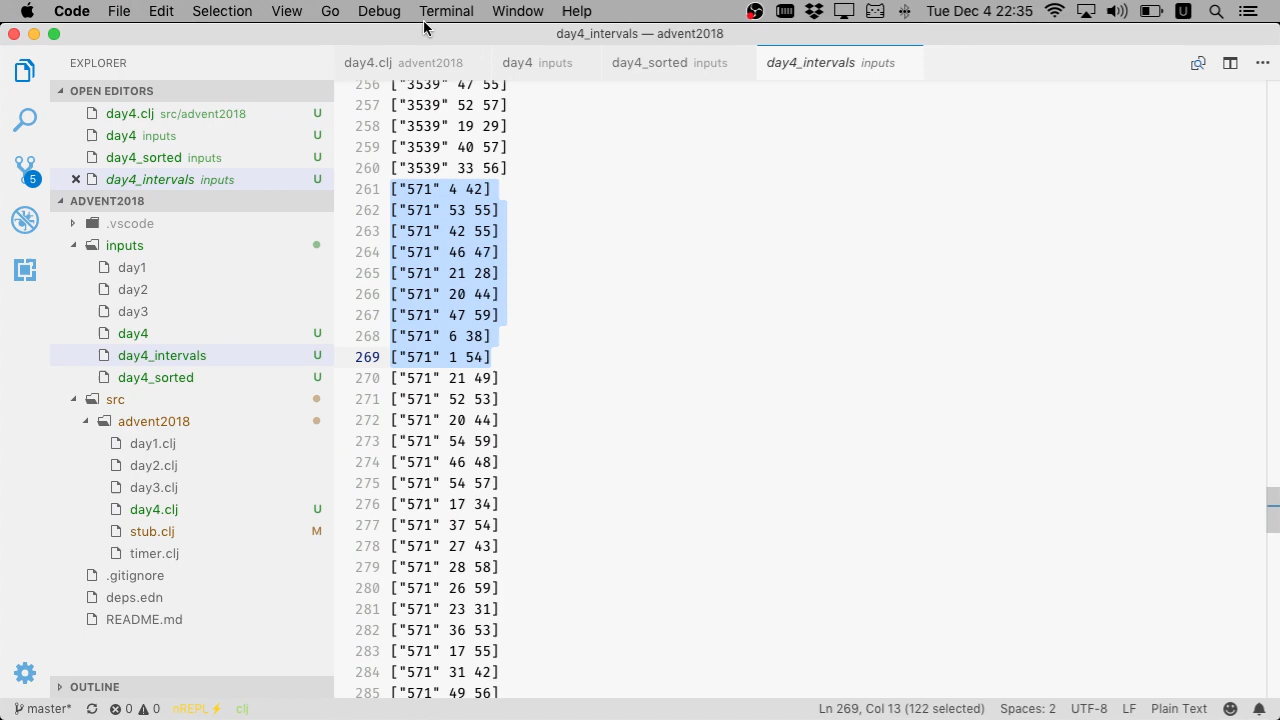 Code File Edit Selection View Go Debug Terminal Window Help Tue Dec 4 22:35 U
day4_intervals — advent2018
EXPLORER
day4.clj advent2018 day4 inputs day4_sorted inputs day4_intervals inputs
OPEN EDITORS
day4.clj src/advent2018 U
day4 inputs U
day4_sorted inputs U
day4_intervals inputs U
ADVENT2018
.vscode
inputs
day1
day2
day3
day4 U
day4_intervals U
day4_sorted U
src
advent2018
day1.clj
day2.clj
day3.clj
day4.clj U
stub.clj M
timer.clj
.gitignore
deps.edn
README.md
OUTLINE
5
256 ["3539" 47 55]
257 ["3539" 52 57]
258 ["3539" 19 29]
259 ["3539" 40 57]
260 ["3539" 33 56]
261 ["571" 4 42]
262 ["571" 53 55]
263 ["571" 42 55]
264 ["571" 46 47]
265 ["571" 21 28]
266 ["571" 20 44]
267 ["571" 47 59]
268 ["571" 6 38]
269 ["571" 1 54]
270 ["571" 21 49]
271 ["571" 52 53]
272 ["571" 20 44]
273 ["571" 54 59]
274 ["571" 46 48]
275 ["571" 54 57]
276 ["571" 17 34]
277 ["571" 37 54]
278 ["571" 27 43]
279 ["571" 28 58]
280 ["571" 26 59]
281 ["571" 23 31]
282 ["571" 36 53]
283 ["571" 17 55]
284 ["571" 31 42]
285 ["571" 49 56]
master* 0 0 nREPL clj Ln 269, Col 13 (122 selected) Spaces: 2 UTF-8 LF Plain Text